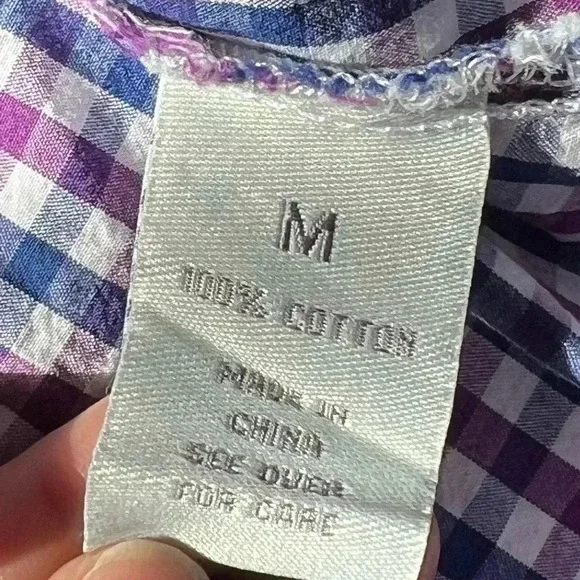 M
100% COTTON
MADE IN
CHINA
SEE OVER
FOR CARE